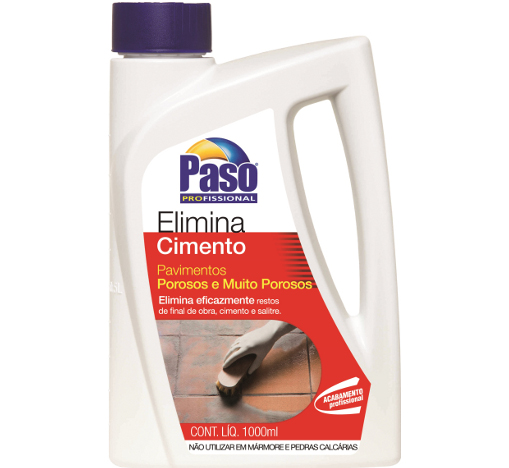 Paso
PROFISSIONAL
Elimina
Cimento
Pavimentos
Porosos e Muito Porosos
Elimina eficazmente restos
de final de obra, cimento e salitre.
ACABAMENTO
profissional
CONT. LÍQ. 1000ml
NÃO UTILIZAR EM MÁRMORE E PEDRAS CALCÁRIAS